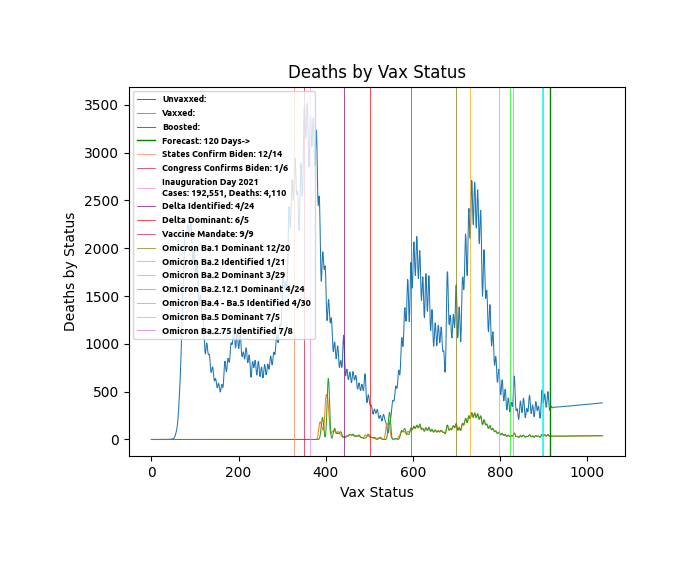 Deaths by Vax Status
3500
3000
2500
2000
1500
1000
500
0
Deaths by Status
Unvaxxed:
Vaxxed:
Boosted:
Forecast: 120 Days->
States Confirm Biden: 12/14
Congress Confirms Biden: 1/6
Inauguration Day 2021
Cases: 192,551, Deaths: 4,110
Delta Identified: 4/24
Delta Dominant: 6/5
Vaccine Mandate: 9/9
Omicron Ba.1 Dominant 12/20
Omicron Ba.2 Identified 1/21
Omicron Ba.2 Dominant 3/29
Omicron Ba.2.12.1 Dominant 4/24
Omicron Ba.4 - Ba.5 Identified 4/30
Omicron Ba.5 Dominant 7/5
Omicron Ba.2.75 Identified 7/8
0 200 400 600 800 1000
Vax Status